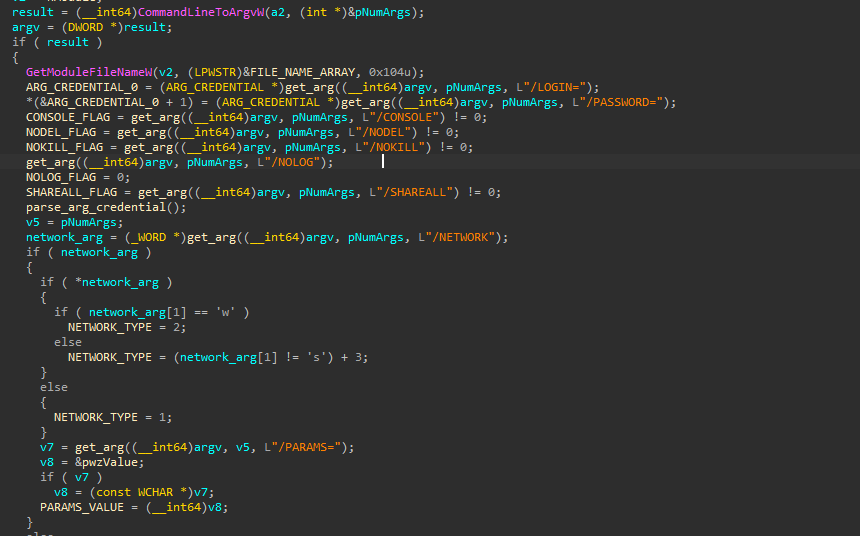 result = (__int64)CommandLineToArgvW(a2, (int *)&pNumArgs);
argv = (DWORD *)result;
if ( result )
{
GetModuleFileNameW(v2, (LPWSTR)&FILE_NAME_ARRAY, 0x104u);
ARG_CREDENTIAL_0 = (ARG_CREDENTIAL *)get_arg((__int64)argv, pNumArgs, L"/LOGIN=");
*(&ARG_CREDENTIAL_0 + 1) = (ARG_CREDENTIAL *)get_arg((__int64)argv, pNumArgs, L"/PASSWORD=");
CONSOLE_FLAG = get_arg((__int64)argv, pNumArgs, L"/CONSOLE") != 0;
NODEL_FLAG = get_arg((__int64)argv, pNumArgs, L"/NODEL") != 0;
NOKILL_FLAG = get_arg((__int64)argv, pNumArgs, L"/NOKILL") != 0;
get_arg((__int64)argv, pNumArgs, L"/NOLOG");
NOLOG_FLAG = 0;
SHAREALL_FLAG = get_arg((__int64)argv, pNumArgs, L"/SHAREALL") != 0;
parse_arg_credential();
v5 = pNumArgs;
network_arg = (_WORD *)get_arg((__int64)argv, pNumArgs, L"/NETWORK");
if ( network_arg )
{
if ( *network_arg )
{
if ( network_arg[1] == 'w' )
NETWORK_TYPE = 2;
else
NETWORK_TYPE = (network_arg[1] != 's') + 3;
}
else
{
NETWORK_TYPE = 1;
}
v7 = get_arg((__int64)argv, v5, L"/PARAMS=");
v8 = &pwzValue;
if ( v7 )
v8 = (const WCHAR *)v7;
PARAMS_VALUE = (__int64)v8;
}